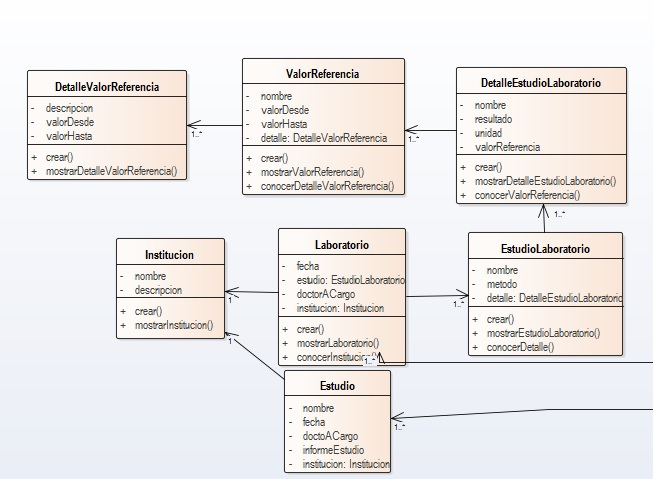 DetalleValorReferencia
- descripcion
- valorDesde
- valorHasta
+ crear()
+ mostrarDetalleValorReferencia()
1..*
ValorReferencia
- nombre
- valorDesde
- valorHasta
- detalle: DetalleValorReferencia
+ crear()
+ mostrarValorReferencia()
+ conocerDetalleValorReferencia()
1..*
DetalleEstudioLaboratorio
- nombre
- resultado
- unidad
- valorReferencia
+ crear()
+ mostrarDetalleEstudioLaboratorio()
+ conocerValorReferencia()
1..*
Institucion
- nombre
- descripcion
+ crear()
+ mostrarInstitucion()
1
1
Laboratorio
- fecha
- estudio: EstudioLaboratorio
- doctorACargo
- institucion: Institucion
+ crear()
+ mostrarLaboratorio()
+ conocerInstitucion()
1..*
1..*
EstudioLaboratorio
- nombre
- metodo
- detalle: DetalleEstudioLaboratorio
+ crear()
+ mostrarEstudioLaboratorio()
+ conocerDetalle()
Estudio
- nombre
- fecha
- doctoACargo
- informeEstudio
- institucion: Institucion
1..*